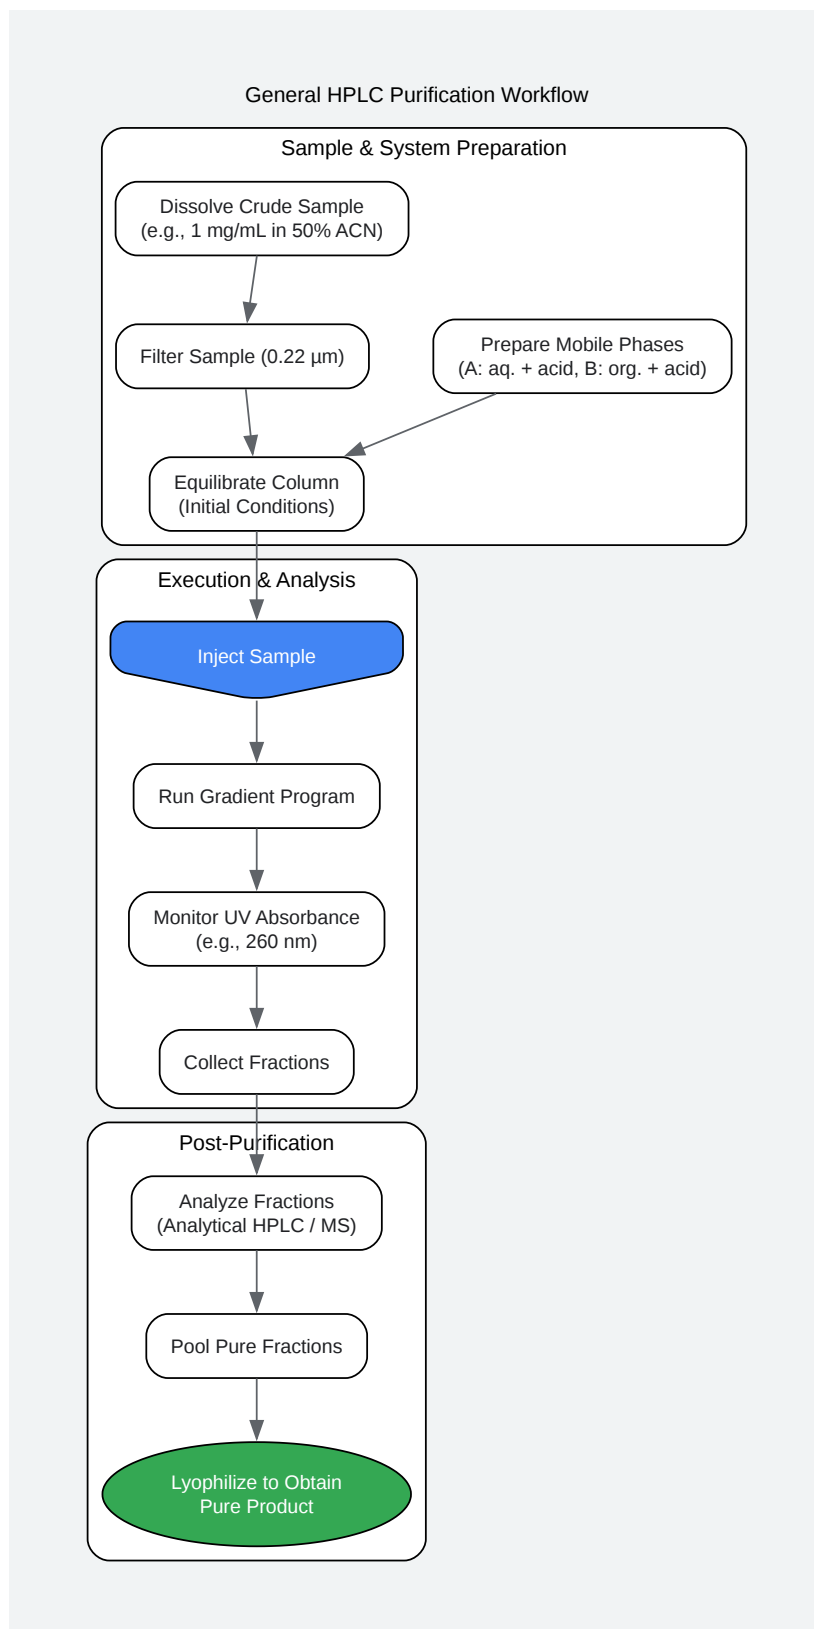 General HPLC Purification Workflow
Sample & System Preparation
Dissolve Crude Sample
(e.g., 1 mg/mL in 50% ACN)
Filter Sample (0.22 µm)
Prepare Mobile Phases
(A: aq. + acid, B: org. + acid)
Equilibrate Column
(Initial Conditions)
Execution & Analysis
Inject Sample
Run Gradient Program
Monitor UV Absorbance
(e.g., 260 nm)
Collect Fractions
Post-Purification
Analyze Fractions
(Analytical HPLC / MS)
Pool Pure Fractions
Lyophilize to Obtain
Pure Product